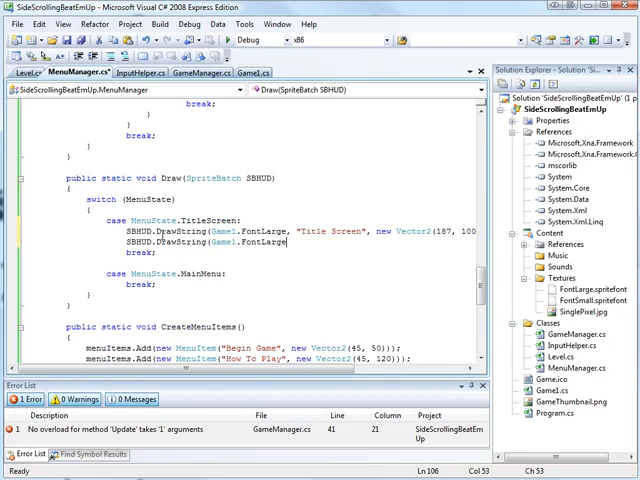 SideScrollingBeatEmUp - Microsoft Visual C# 2008 Express Edition
File Edit View Refactor Project Build Debug Data Tools Window Help
Debug x86
Level.cs MenuManager.cs* InputHelper.cs GameManager.cs Game1.cs
SideScrollingBeatEmUp.MenuManager Draw(SpriteBatch SBHUD)
break;
}
}
break;
}
}
public static void Draw(SpriteBatch SBHUD)
{
switch (MenuState)
{
case MenuState.TitleScreen:
SBHUD.DrawString(Game1.FontLarge, "Title Screen", new Vector2(187, 100
SBHUD.DrawString(Game1.FontLarge
break;
case MenuState.MainMenu:
break;
}
}
public static void CreateMenuItems()
{
menuItems.Add(new MenuItem("Begin Game", new Vector2(45, 50)));
menuItems.Add(new MenuItem("How To Play", new Vector2(45, 120)));
Solution Explorer - Solution 'SideScrollingBeatEmUp'
Solution 'SideScrollingBeatEmUp'
SideScrollingBeatEmUp
Properties
References
Microsoft.Xna.Framework
Microsoft.Xna.Framework
mscorlib
System
System.Core
System.Xml
System.Xml.Linq
Content
References
Music
Sounds
Textures
FontLarge.spritefont
FontSmall.spritefont
SinglePixel.jpg
Classes
GameManager.cs
InputHelper.cs
Level.cs
MenuManager.cs
Game.ico
Game1.cs
GameThumbnail.png
Program.cs
Error List
1 Error 0 Warnings 0 Messages
Description File Line Column Project
1 No overload for method 'Update' takes '1' arguments GameManager.cs 41 21 SideScrollingBeatEmUp
Error List Find Symbol Results
Ready Ln 106 Col 53 Ch 53